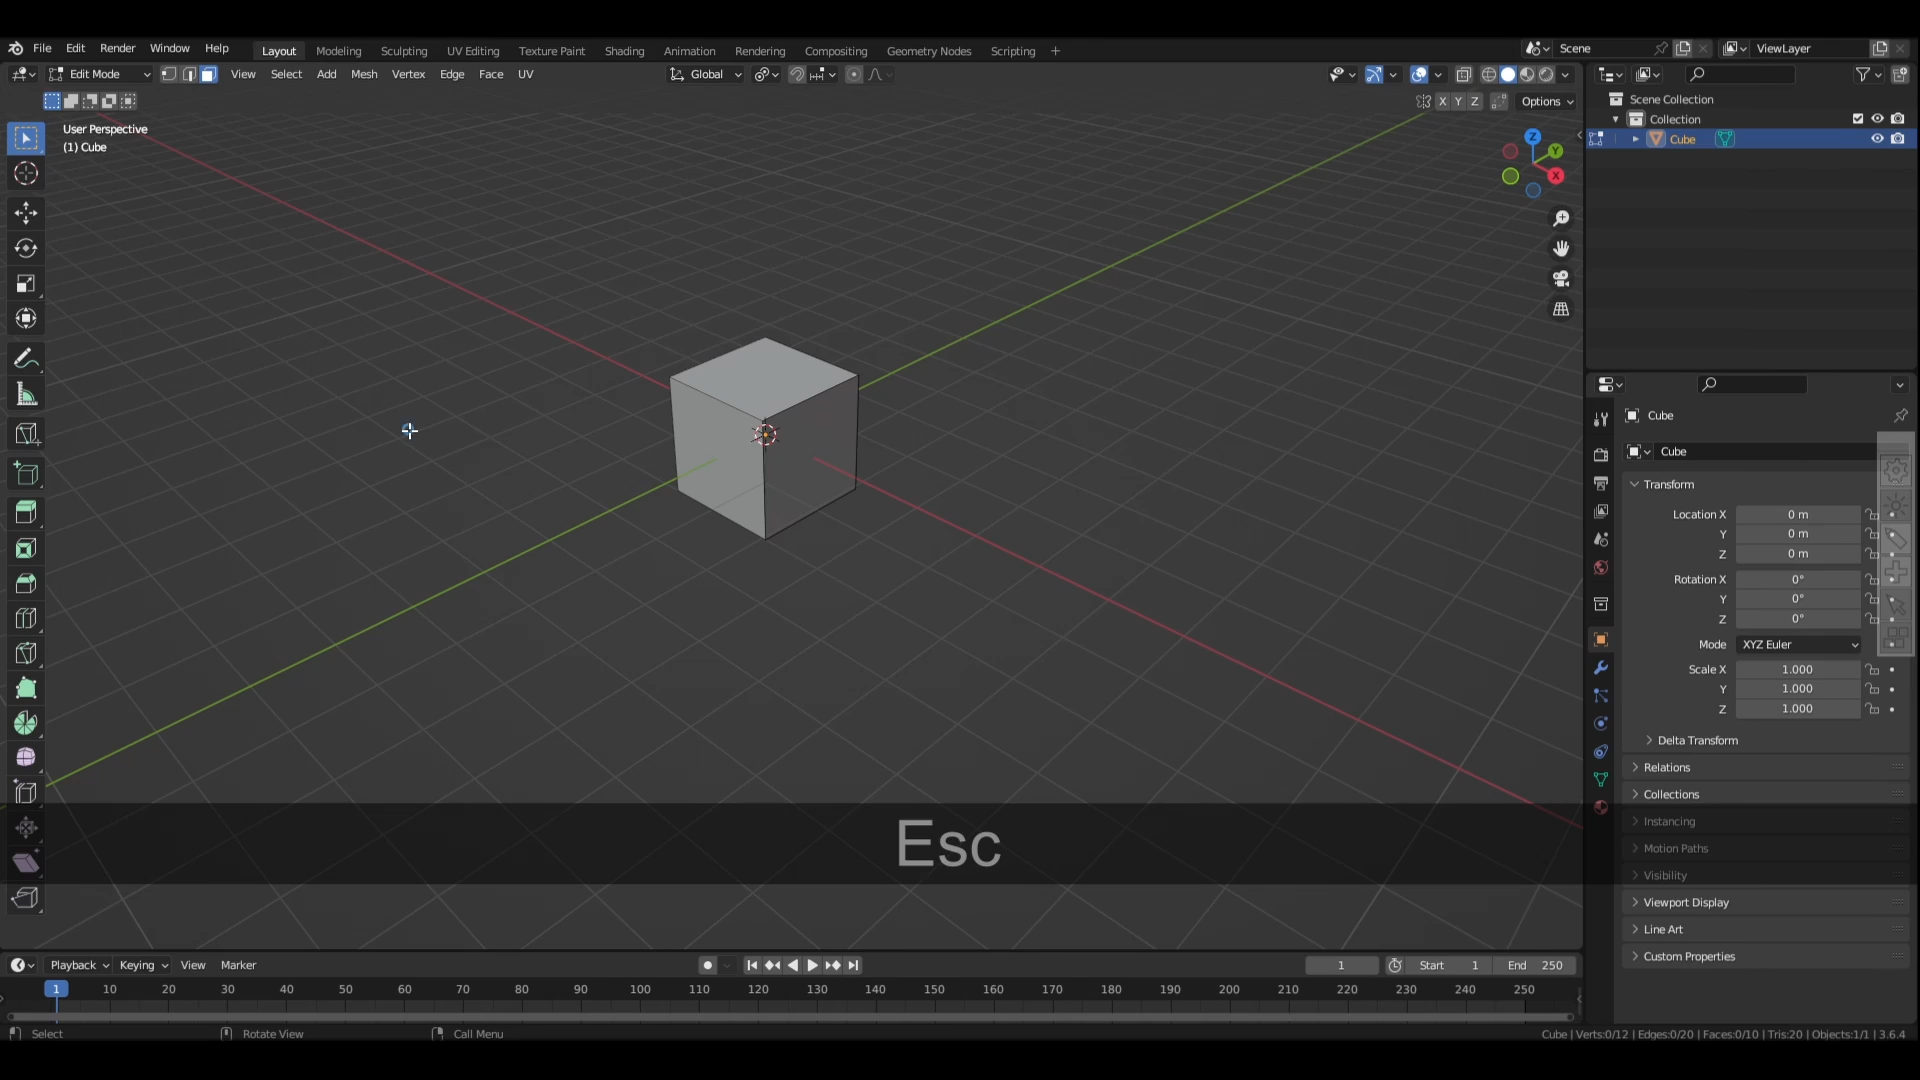 File Edit Render Window Help Layout Modeling Sculpting UV Editing Texture Paint Shading Animation Rendering Compositing Geometry Nodes Scripting + Scene ViewLayer
Edit Mode View Select Add Mesh Vertex Edge Face UV Global
X Y Z Options
User Perspective
(1) Cube
Z
Y
X
Scene Collection
Collection
Cube
Cube
Cube
Transform
Location X 0 m
Y 0 m
Z 0 m
Rotation X 0°
Y 0°
Z 0°
Mode XYZ Euler
Scale X 1.000
Y 1.000
Z 1.000
Delta Transform
Relations
Collections
Instancing
Motion Paths
Visibility
Viewport Display
Line Art
Custom Properties
Esc
Playback Keying View Marker 1 Start 1 End 250
1 10 20 30 40 50 60 70 80 90 100 110 120 130 140 150 160 170 180 190 200 210 220 230 240 250
Select Rotate View Call Menu Cube | Verts:0/12 | Edges:0/20 | Faces:0/10 | Tris:20 | Objects:1/1 | 3.6.4